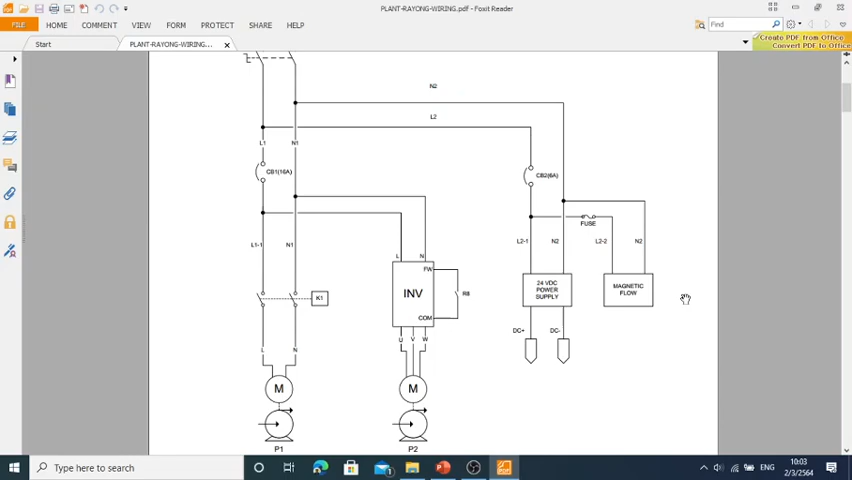 PLANT-RAYONG-WIRING.pdf - Foxit Reader
FILE HOME COMMENT VIEW FORM PROTECT SHARE HELP
Find
Start PLANT-RAYONG-WIRING....
Create PDF from Office
Convert PDF to Office
N2
L2
L1 N1
CB1(16A) CB2(6A)
FUSE
L1-1 N1 L2-1 N2 L2-2 N2
L N
FW
24 VDC
POWER
SUPPLY
MAGNETIC
FLOW
K1 INV R8
COM
DC+ DC-
U V W
L N
M M
P1 P2
Type here to search
ENG
10:03
2/3/2564